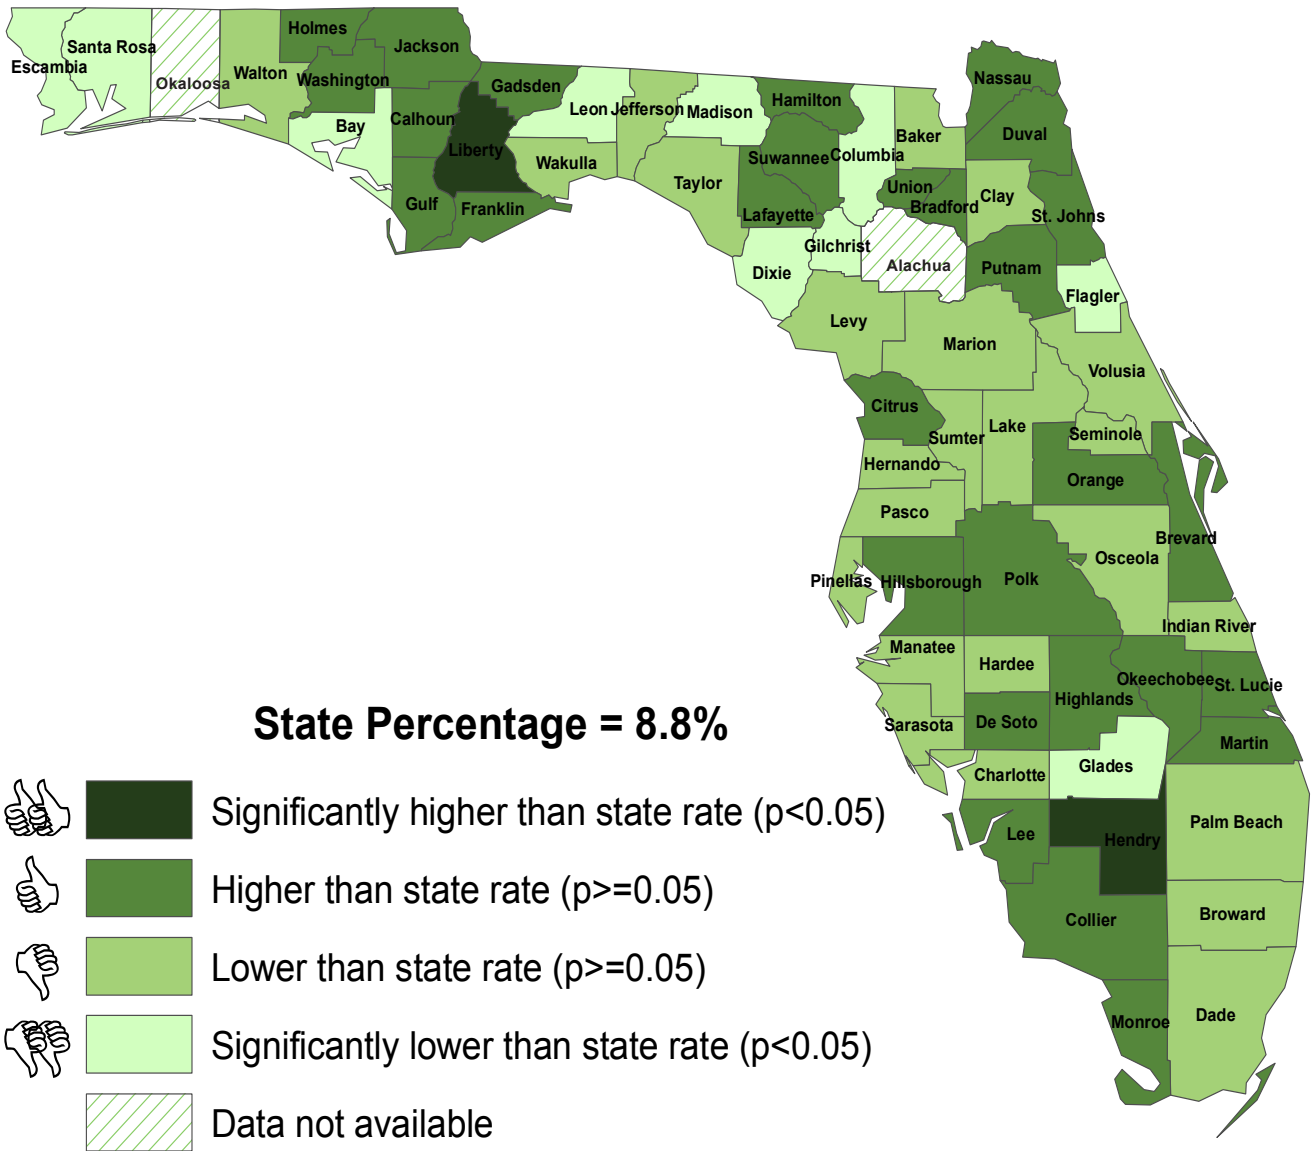 Holmes
Jackson
Santa Rosa
Escambia
Okaloosa
Walton
Washington
Gadsden
Nassau
Leon
Jefferson
Madison
Hamilton
Bay
Calhoun
Duval
Baker
Liberty
Wakulla
Suwannee
Columbia
Taylor
Union
Clay
Gulf
Franklin
Lafayette
Bradford
St. Johns
Gilchrist
Dixie
Alachua
Putnam
Flagler
Levy
Marion
Volusia
Citrus
Sumter
Lake
Seminole
Hernando
Orange
Pasco
Brevard
Osceola
Pinellas
Hillsborough
Polk
Indian River
Manatee
Hardee
Okeechobee
St. Lucie
Highlands
State Percentage = 8.8%
Sarasota
De Soto
Martin
Glades
Charlotte
Significantly higher than state rate (p<0.05)
Palm Beach
Lee
Hendry
Higher than state rate (p>=0.05)
Collier
Broward
Lower than state rate (p>=0.05)
Monroe
Dade
Significantly lower than state rate (p<0.05)
Data not available